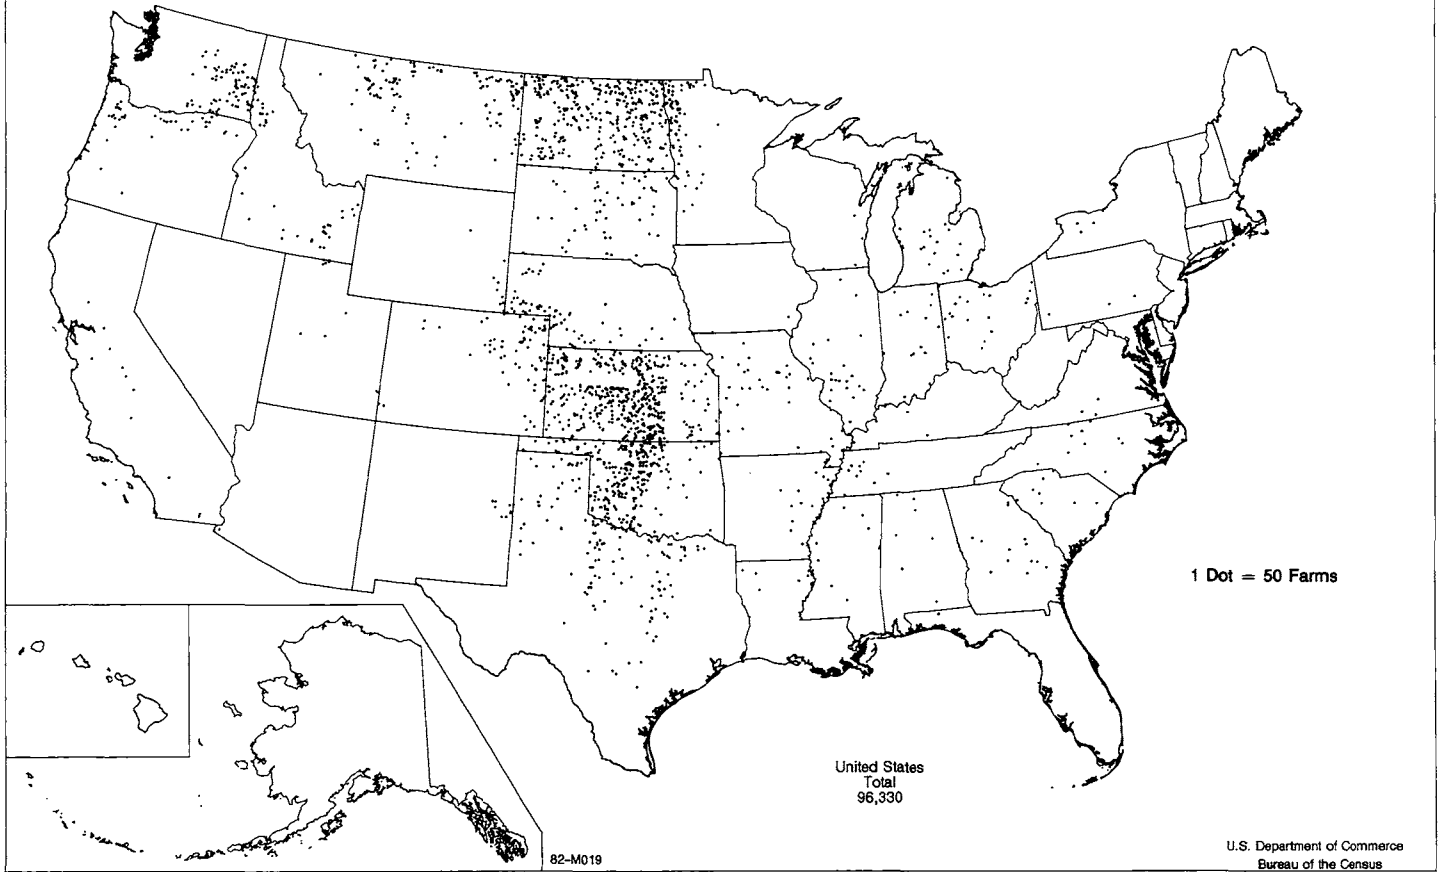 1 Dot = 50 Farms
United States
Total
96,330
82-M019
U.S. Department of Commerce
Bureau of the Census